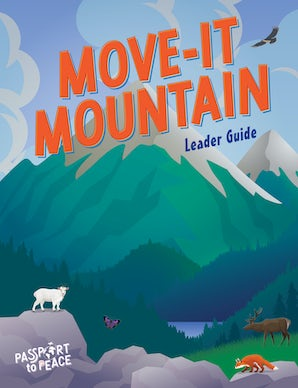 MOVE-IT
MOUNTAIN
Leader Guide
PASSPORT
to PEACE